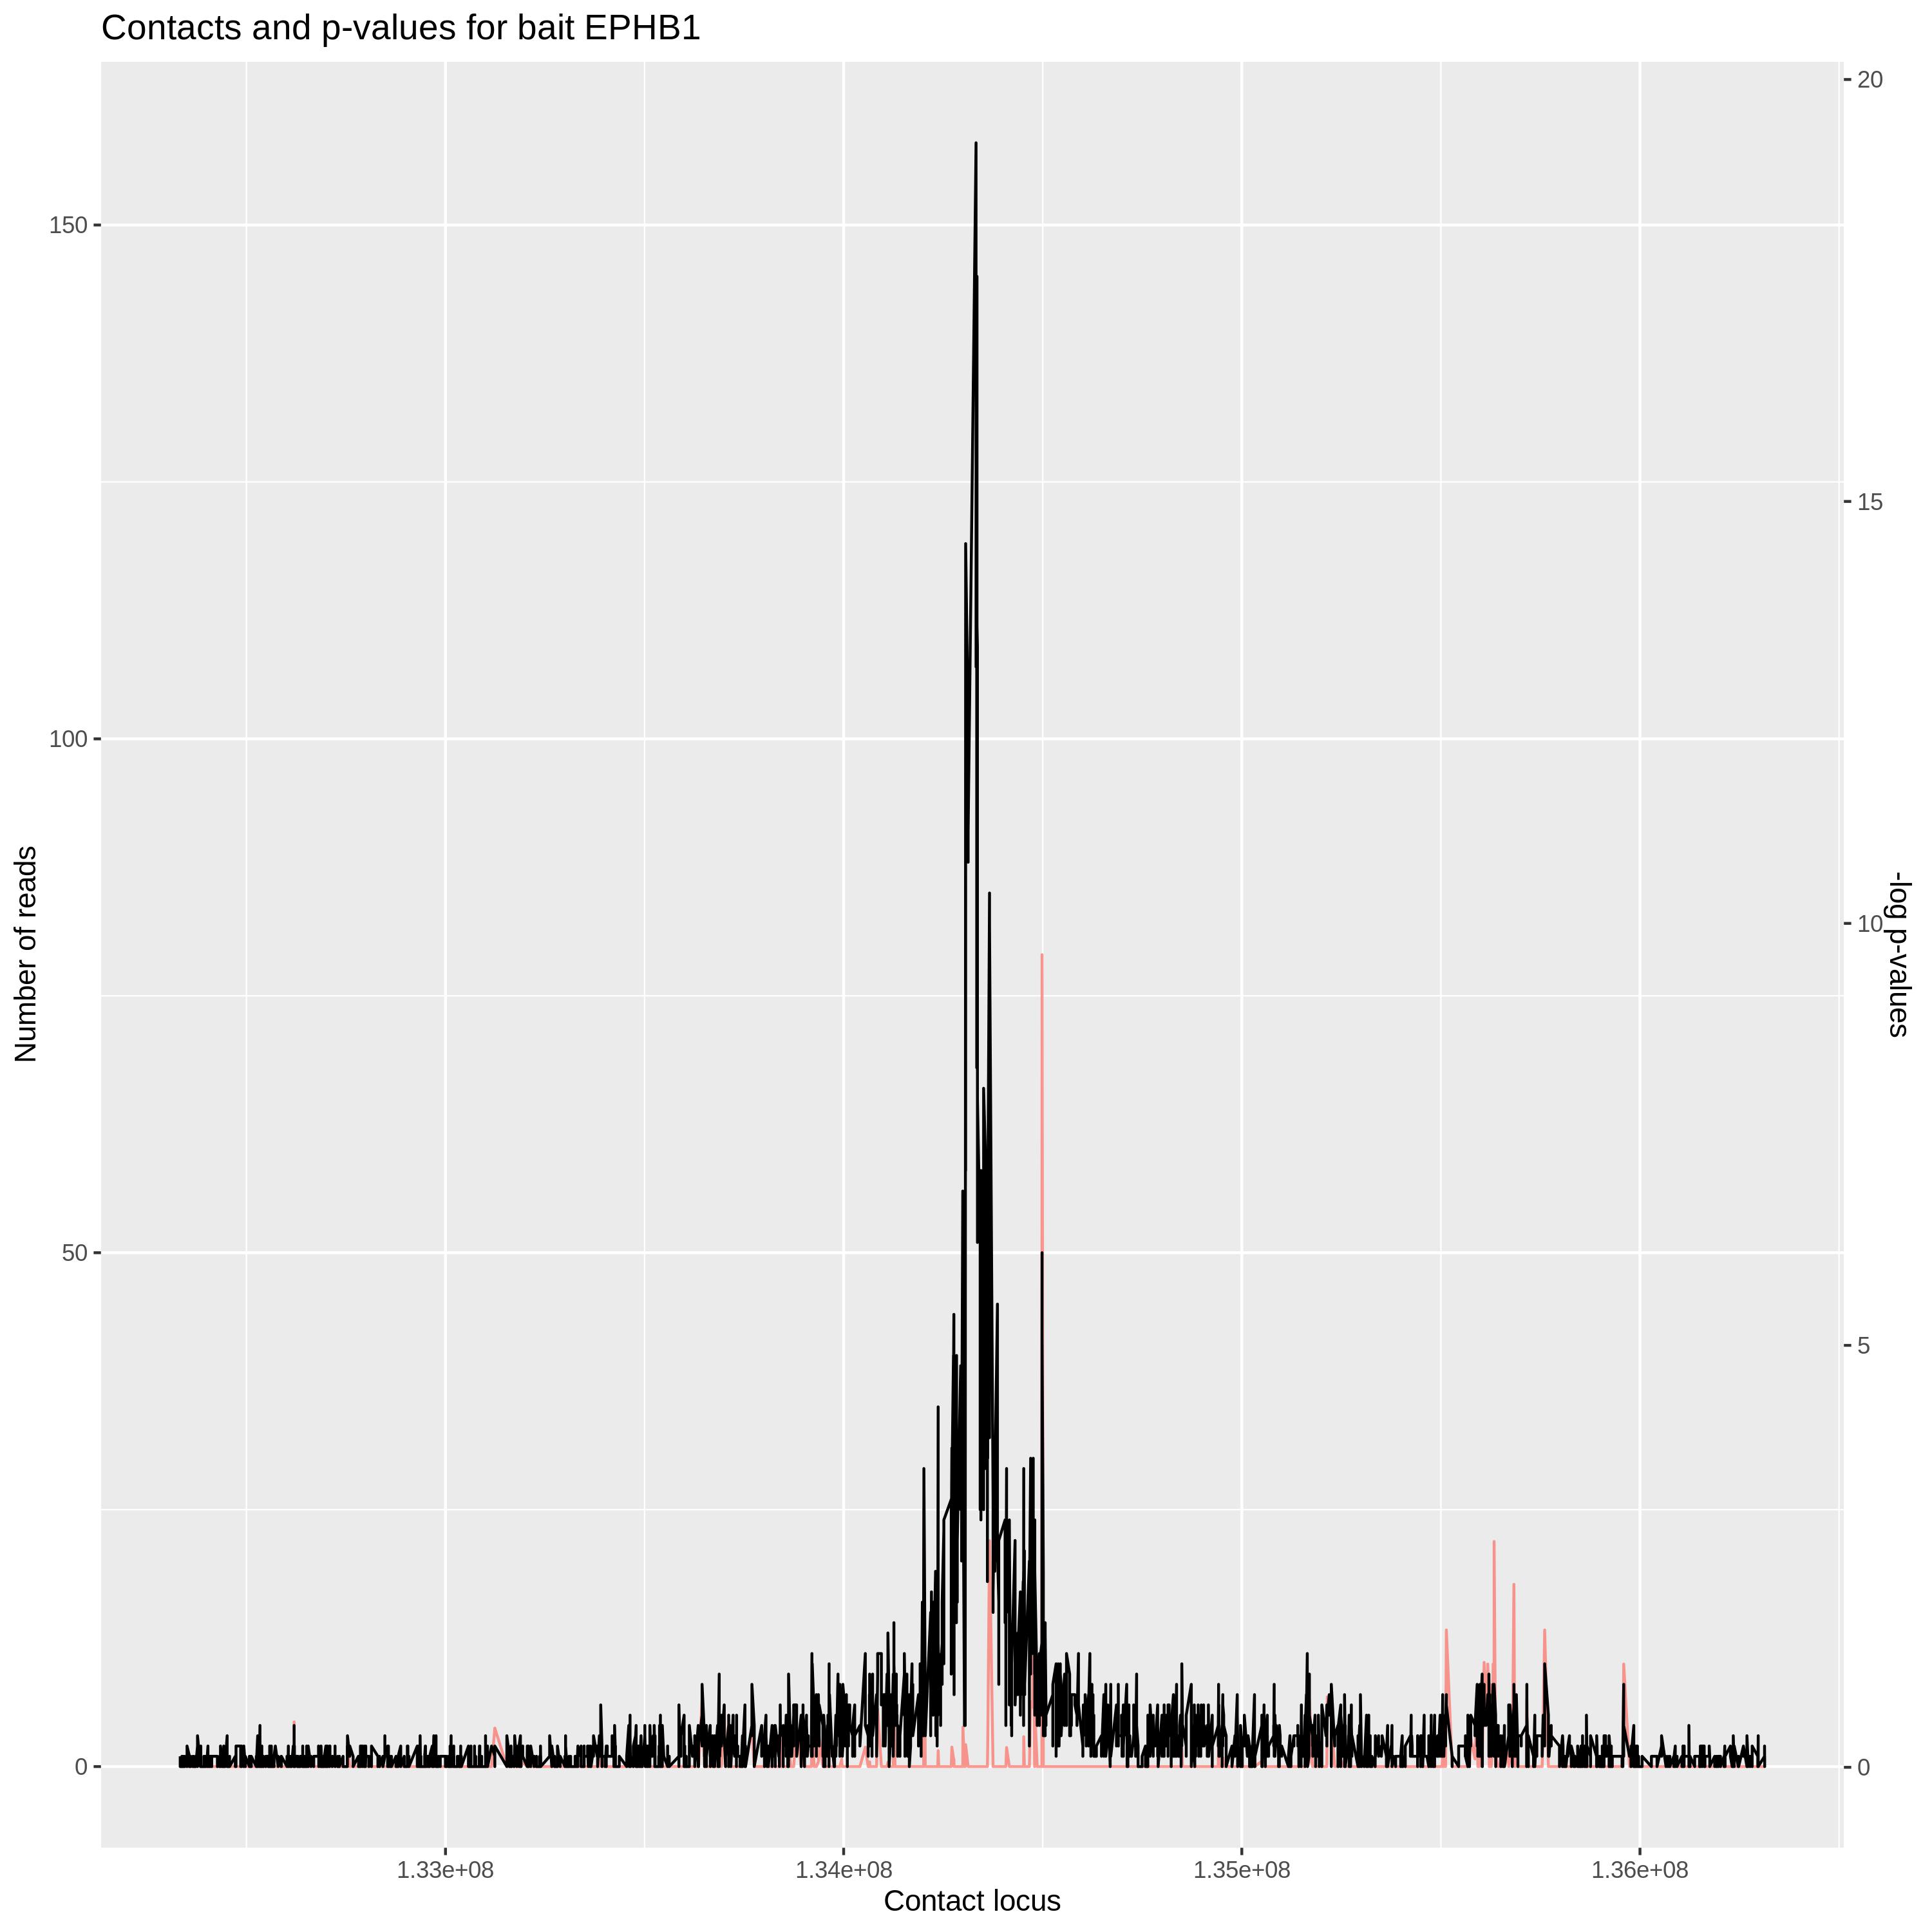 Contacts and p-values for bait EPHB1
Number of reads
150
100
50
0
20
15
10
5
0
-log p-values
1.33e+08
1.34e+08
1.35e+08
1.36e+08
Contact locus